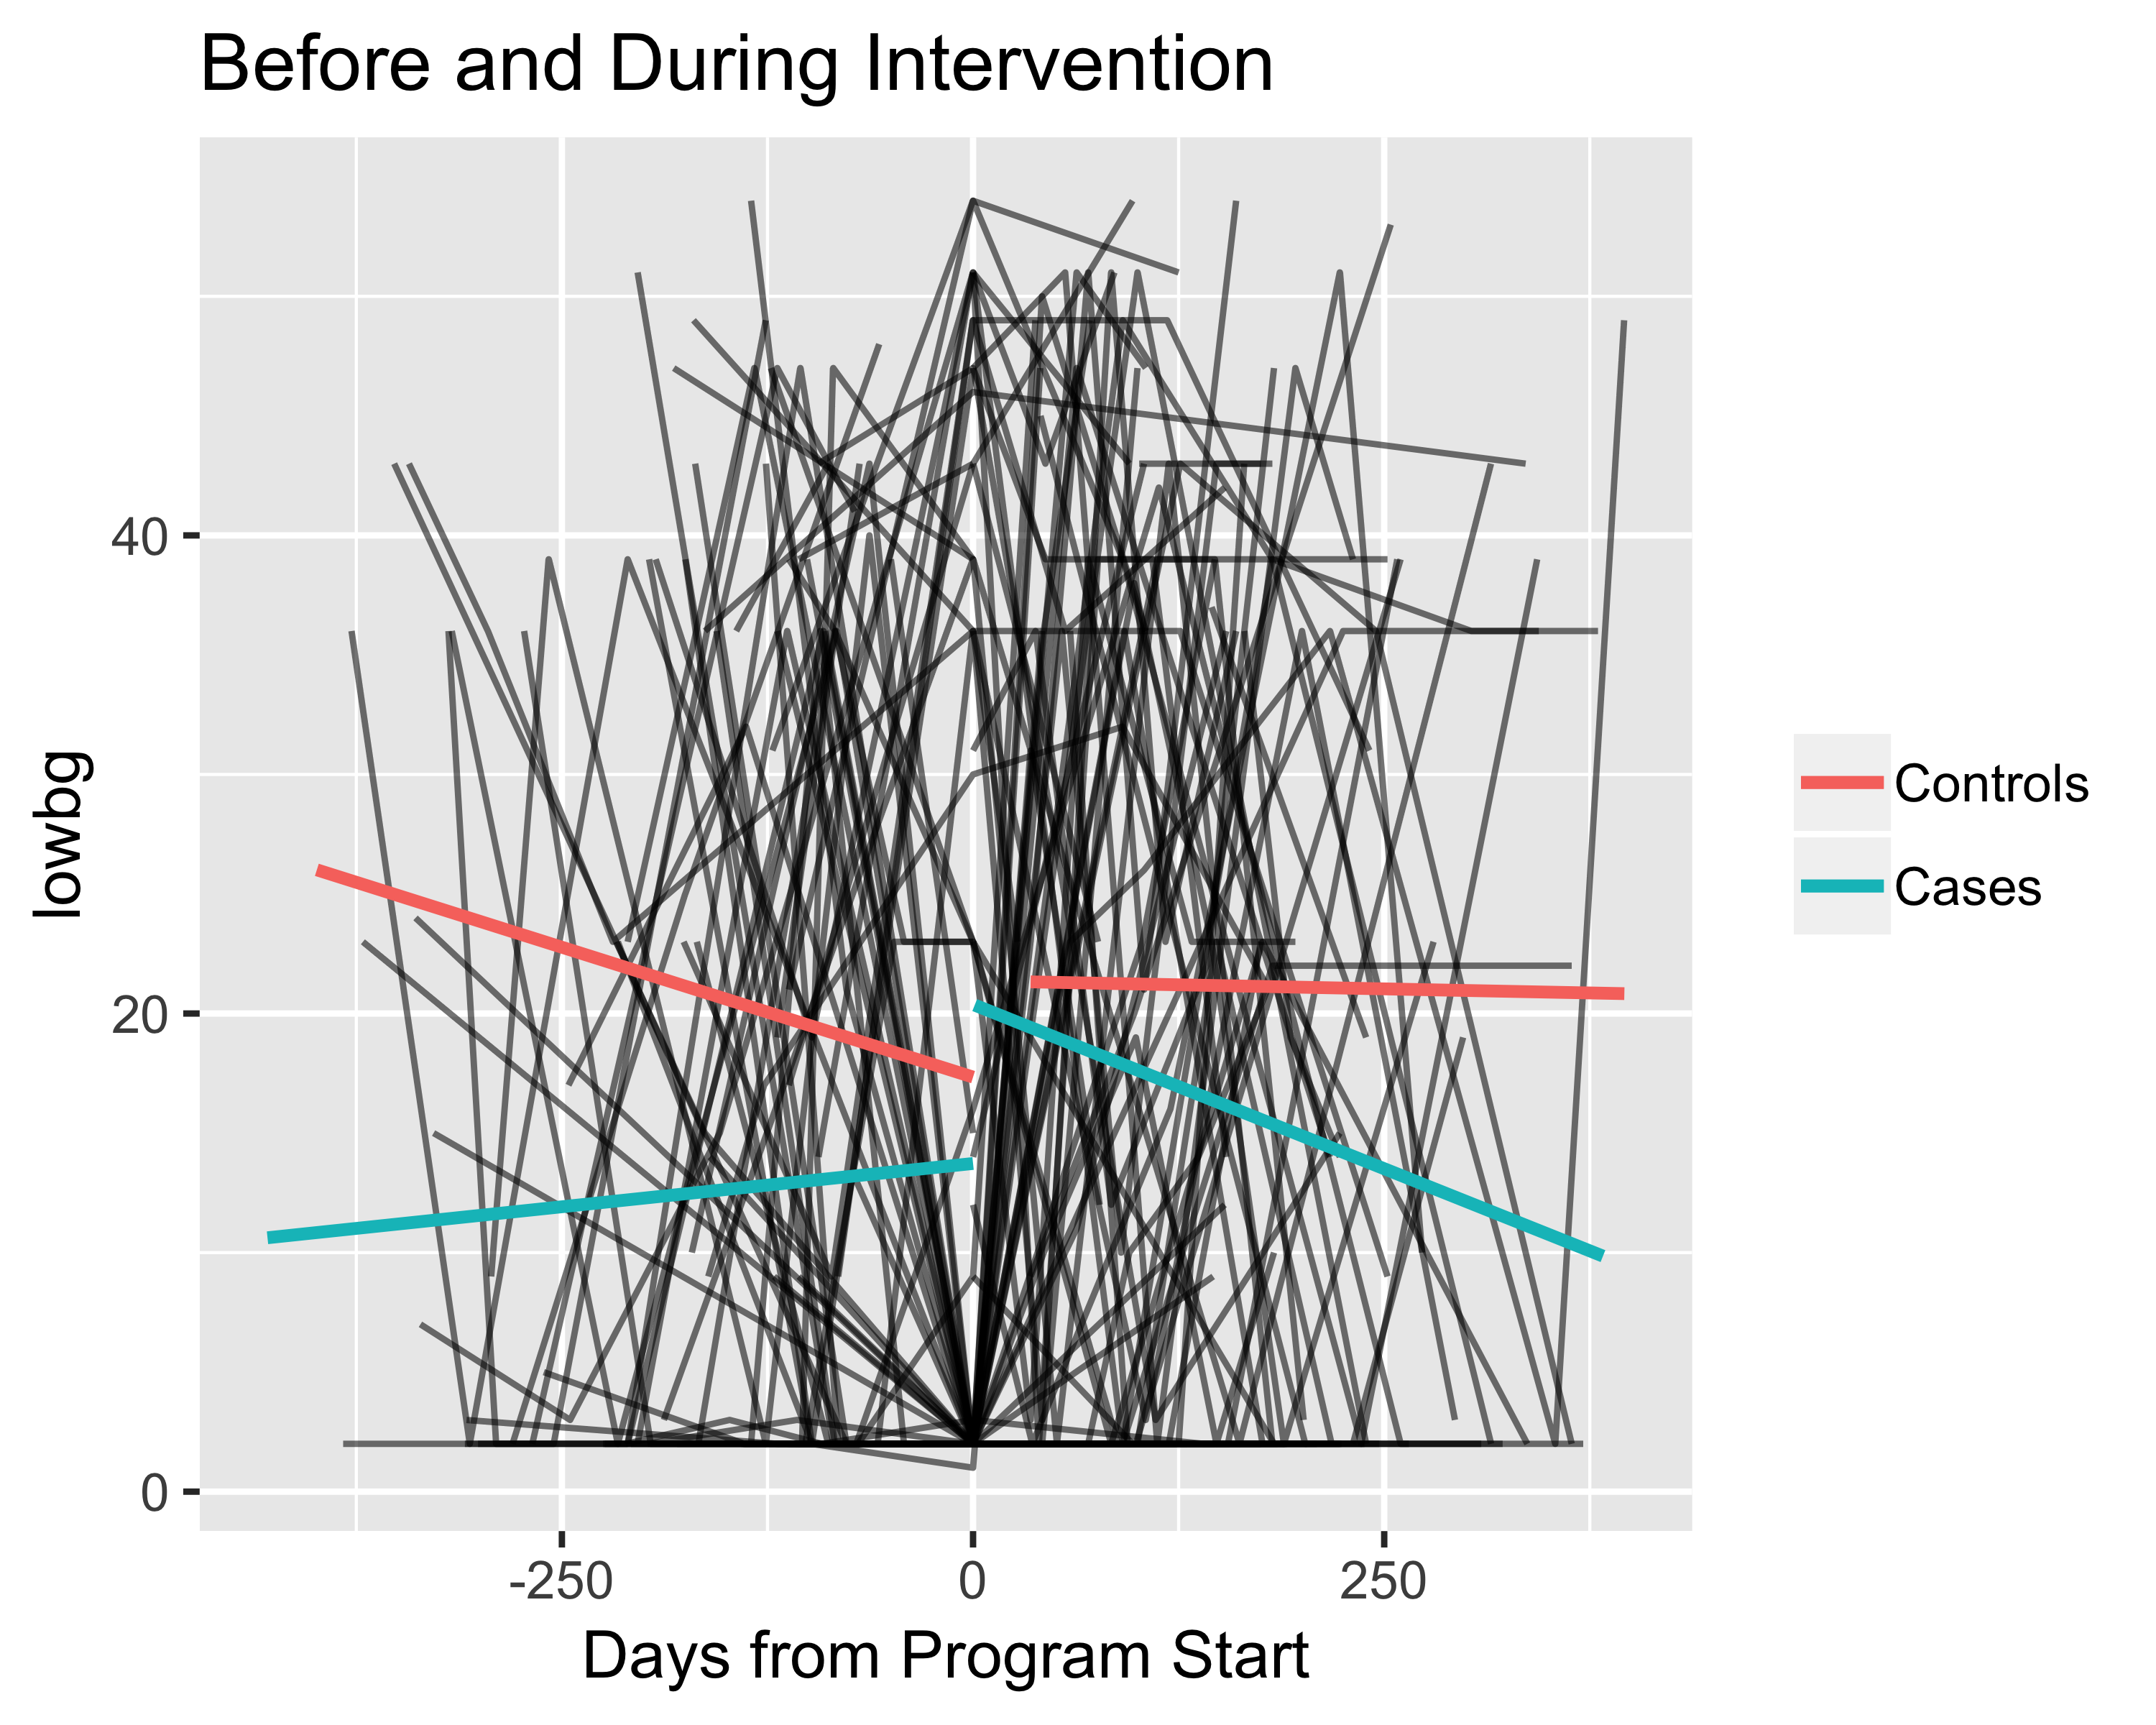 Before and During Intervention
lowbg
40
20
0
-250
0
250
Days from Program Start
Controls
Cases